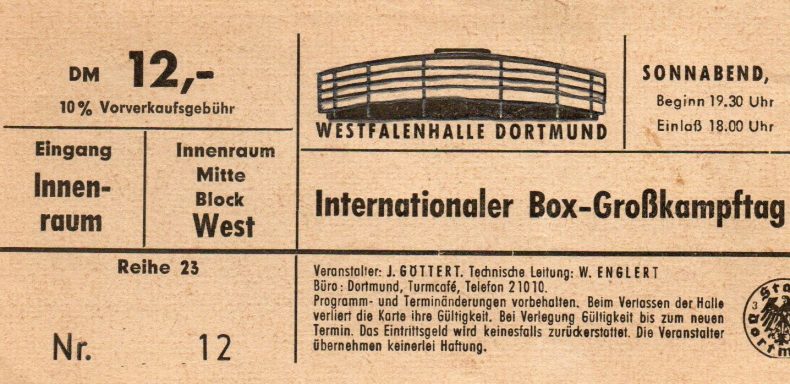 DM 12,-
10% Vorverkaufsgebühr
WESTFALENHALLE DORTMUND
SONNABEND,
Beginn 19.30 Uhr
Einlaß 18.00 Uhr
Eingang
Innen-
raum
Innenraum
Mitte
Block
West
Internationaler Box-Großkampftag
Reihe 23
Nr. 12
Veranstalter: J. GÖTTERT. Technische Leitung: W. ENGLERT
Büro: Dortmund, Turmcafé, Telefon 21010.
Programm- und Terminänderungen vorbehalten. Beim Verlassen der Halle
verliert die Karte ihre Gültigkeit. Bei Verlegung Gültigkeit bis zum neuen
Termin. Das Eintrittsgeld wird keinesfalls zurückerstattet. Die Veranstalter
übernehmen keinerlei Haftung.
3